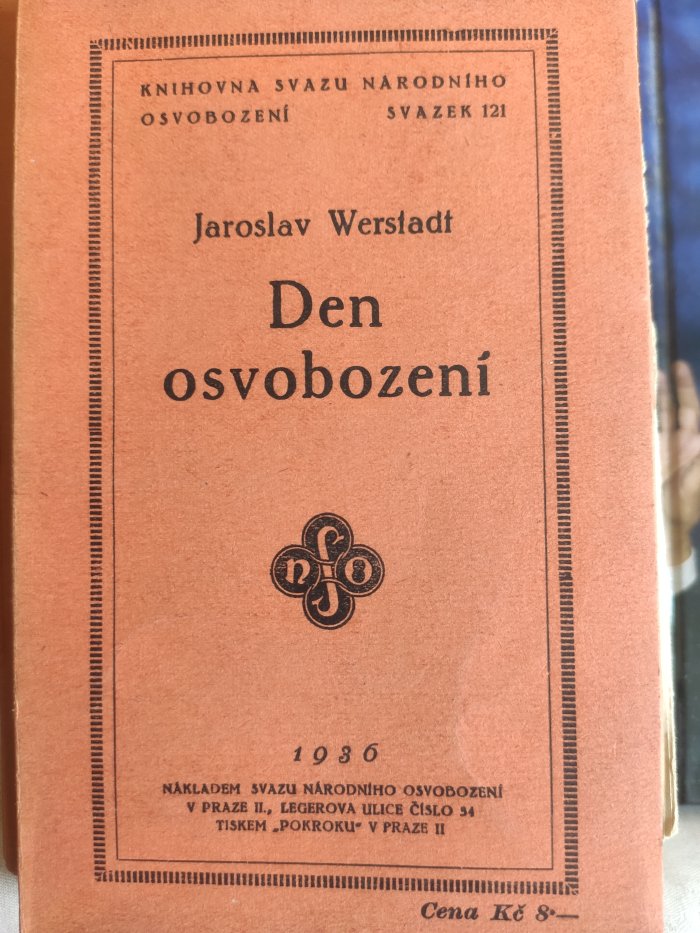 KNIHOVNA SVAZU NÁRODNÍHO
OSVOBOZENÍ SVAZEK 121
Jaroslav Werstadt
Den
osvobození
n S O
1936
NÁKLADEM SVAZU NÁRODNÍHO OSVOBOZENÍ
V PRAZE II., LEGEROVA ULICE ČÍSLO 34
TISKEM „POKROKU“ V PRAZE II
Cena Kč 8·—